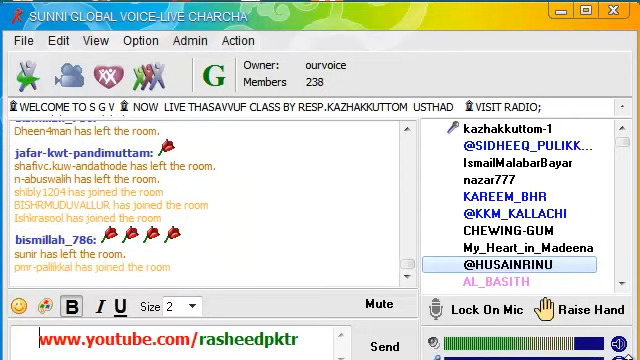 SUNNI GLOBAL VOICE-LIVE CHARCHA
File Edit View Option Admin Action
Owner: ourvoice
Members 238
WELCOME TO S G V NOW LIVE THASAVVUF CLASS BY RESP.KAZHAKKUTTOM USTHAD VISIT RADIO;
Dheen4man has left the room.
jafar-kwt-pandimuttam:
shafivc.kuw-andathode has left the room.
n-abuswalih has left the room.
shibly1204 has joined the room
BISHRMUDUVALLUR has joined the room
Ishkrasool has joined the room
bismillah_786:
sunir has left the room.
pmr-pallikkal has joined the room
kazhakkuttom-1
@SIDHEEQ_PULIKK...
IsmailMalabarBayar
nazar777
KAREEM_BHR
@KKM_KALLACHI
CHEWING-GUM
My_Heart_in_Madeena
@HUSAINRINU
AL_BASITH
B I U Size 2 Mute
Lock On Mic Raise Hand
www.youtube.com/rasheedpktr
Send